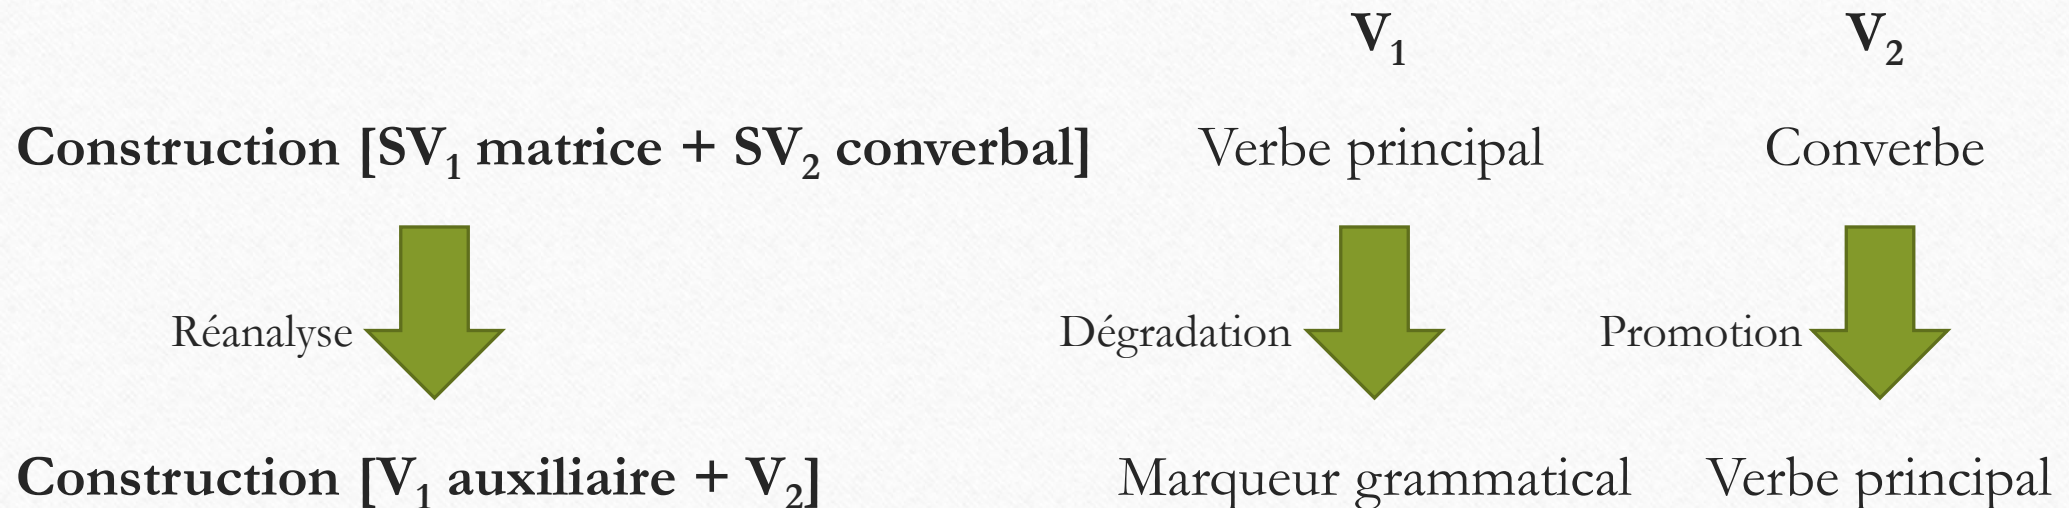 V₁ V₂
Construction [SV₁ matrice + SV₂ converbal] Verbe principal Converbe
Réanalyse Dégradation Promotion
Construction [V₁ auxiliaire + V₂] Marqueur grammatical Verbe principal